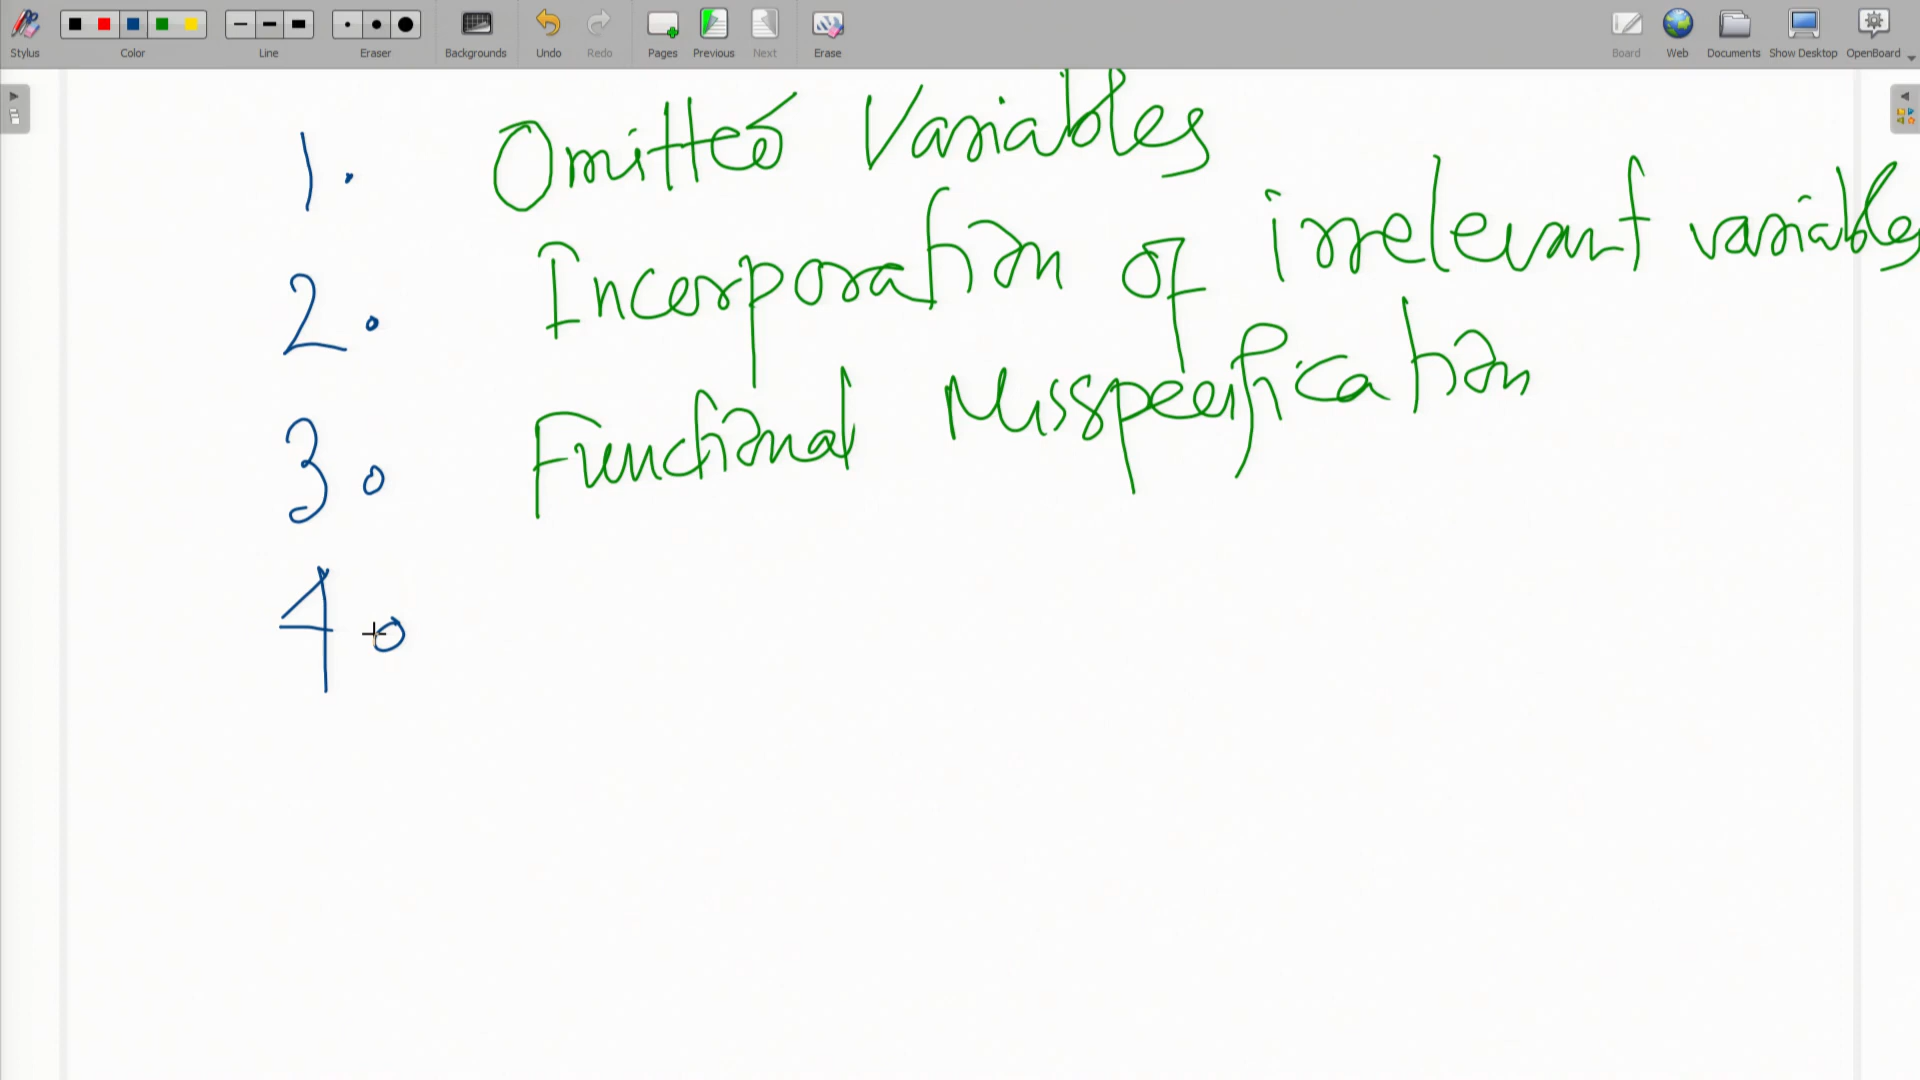 Stylus
Color
Line
Eraser
Backgrounds
Undo
Redo
Pages
Previous
Next
Erase
Board
Web
Documents
Show Desktop
OpenBoard
1. Omitted Variables
2. Incorporation of irrelevant variables
3. Functional Misspecification
4.